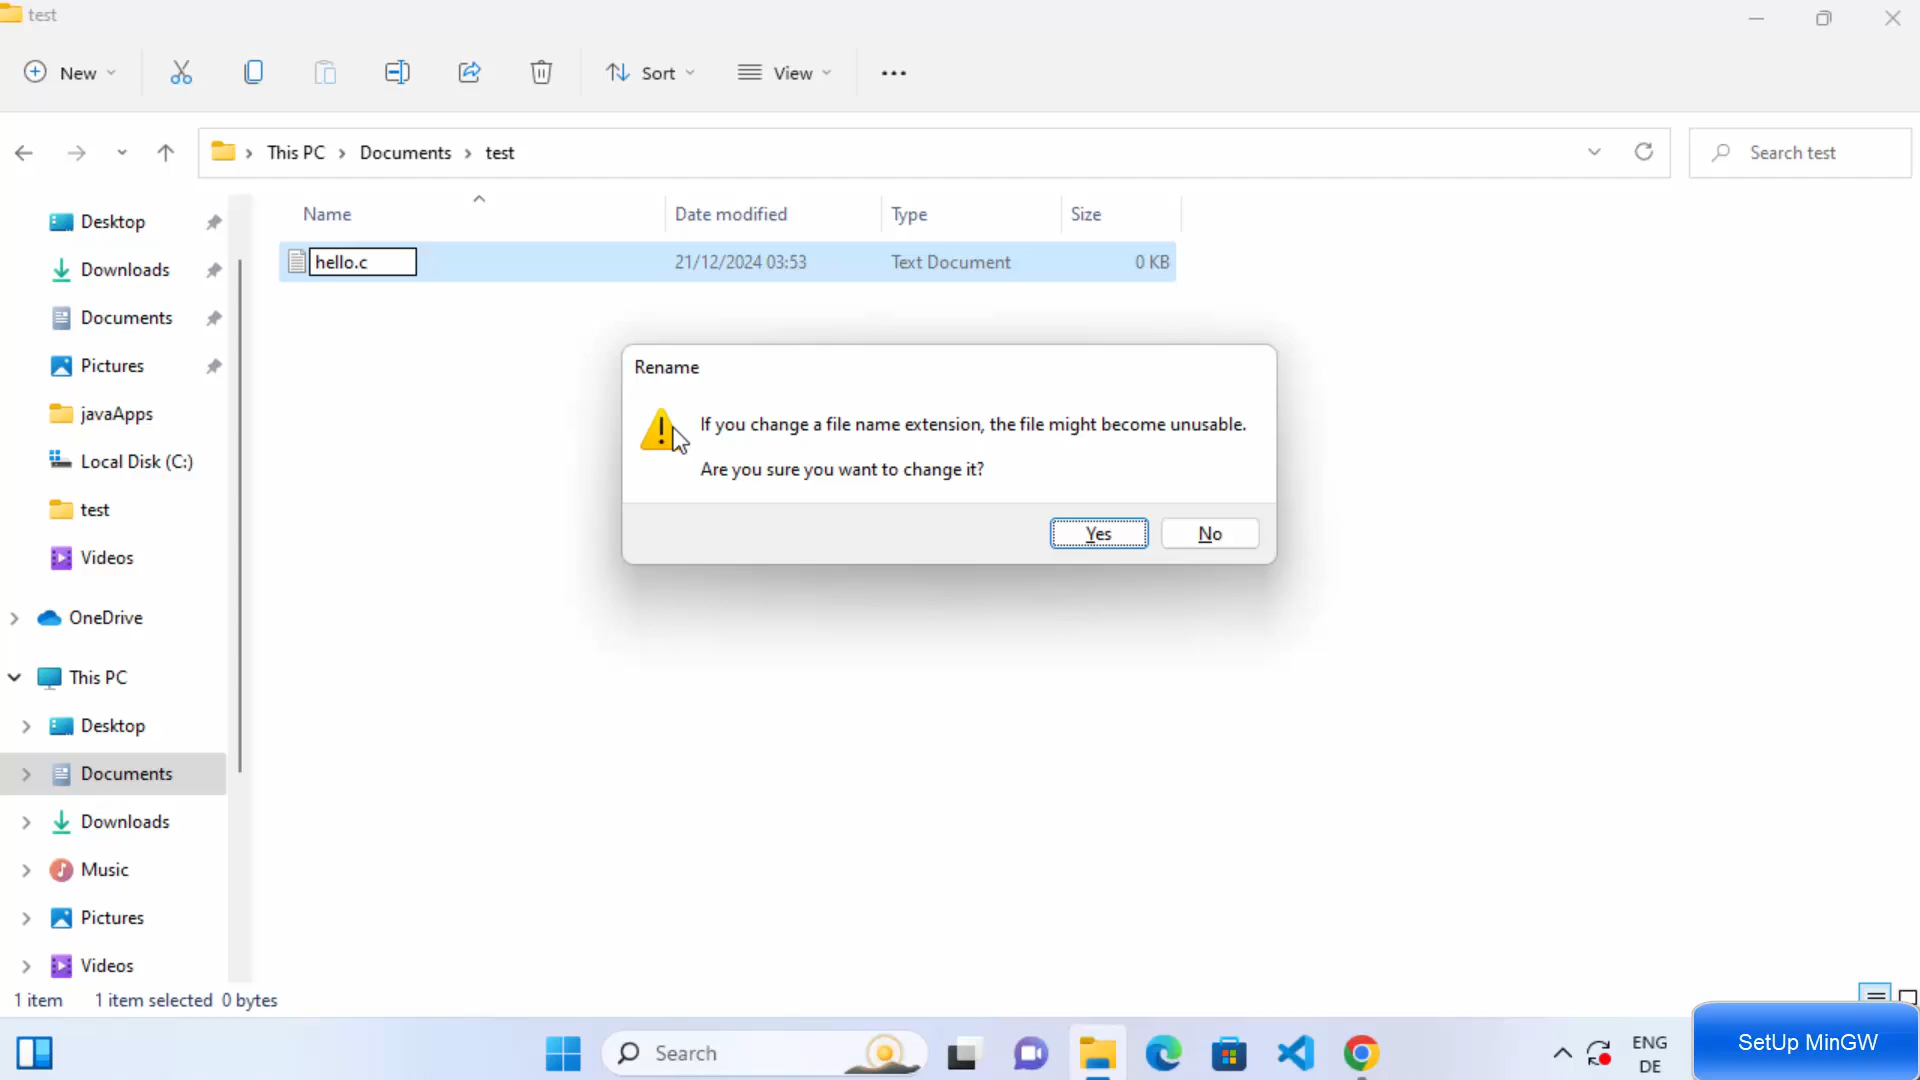 test
New
Sort
View
This PC
Documents
test
Search test
Name
Date modified
Type
Size
hello.c
21/12/2024 03:53
Text Document
0 KB
Desktop
Downloads
Documents
Pictures
javaApps
Local Disk (C:)
test
Videos
OneDrive
This PC
Desktop
Documents
Downloads
Music
Pictures
Videos
Rename
If you change a file name extension, the file might become unusable.
Are you sure you want to change it?
Yes
No
1 item
1 item selected 0 bytes
Search
ENG
DE
SetUp MinGW